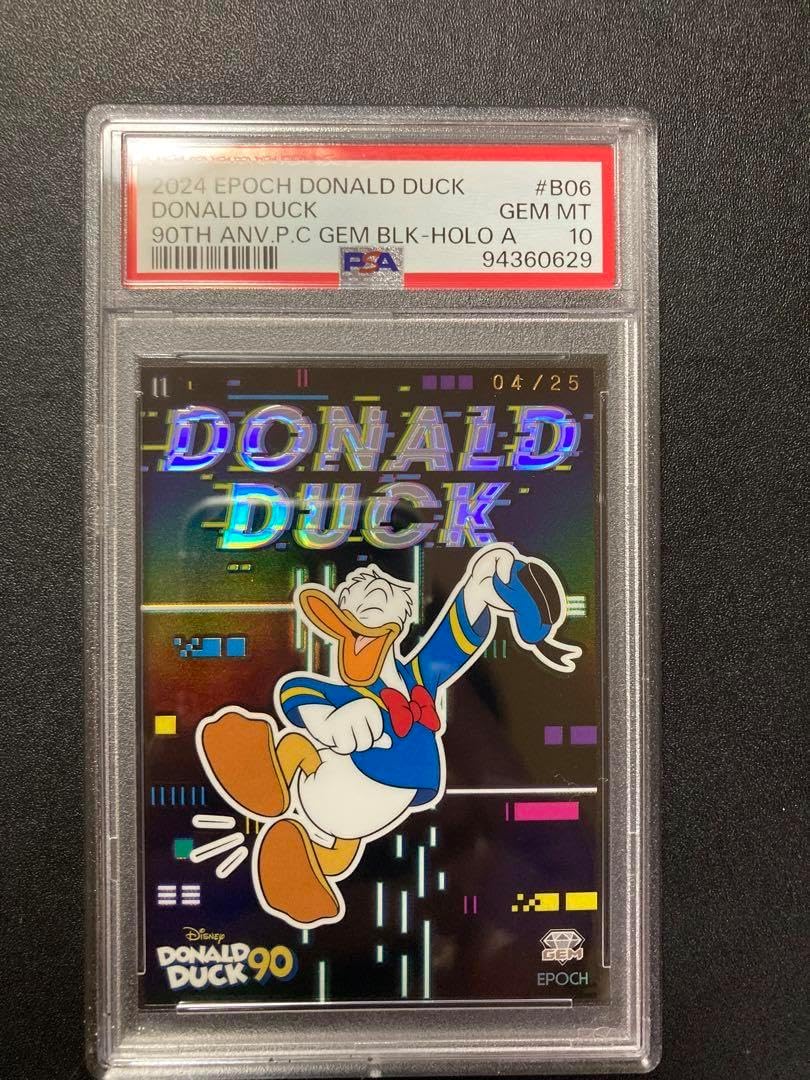 2024 EPOCH DONALD DUCK #B06
DONALD DUCK GEM MT
90TH ANV.P.C GEM BLK-HOLO A 10
PSA 94360629
04/25
DONALD
DUCK
Disney
DONALD
DUCK 90
GEM
EPOCH